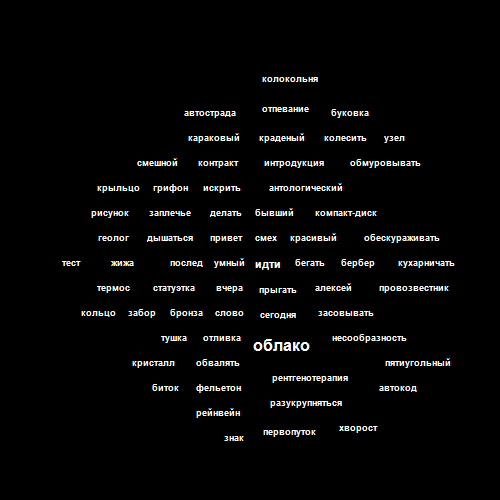 колокольня
автострада отпевание буковка
караковый краденый колесить узел
смешной контракт интродукция обмуровывать
крыльцо грифон искрить антологический
рисунок заплечье делать бывший компакт-диск
геолог дышаться привет смех красивый обескураживать
тест жижа послед умный идти бегать бербер кухарничать
термос статуэтка вчера прыгать алексей провозвестник
кольцо забор бронза слово сегодня засовывать
тушка отливка облако несообразность
кристалл обвалять пятиугольный
биток фельетон рентгенотерапия автокод
рейнвейн разукрупняться
знак первопуток хворост